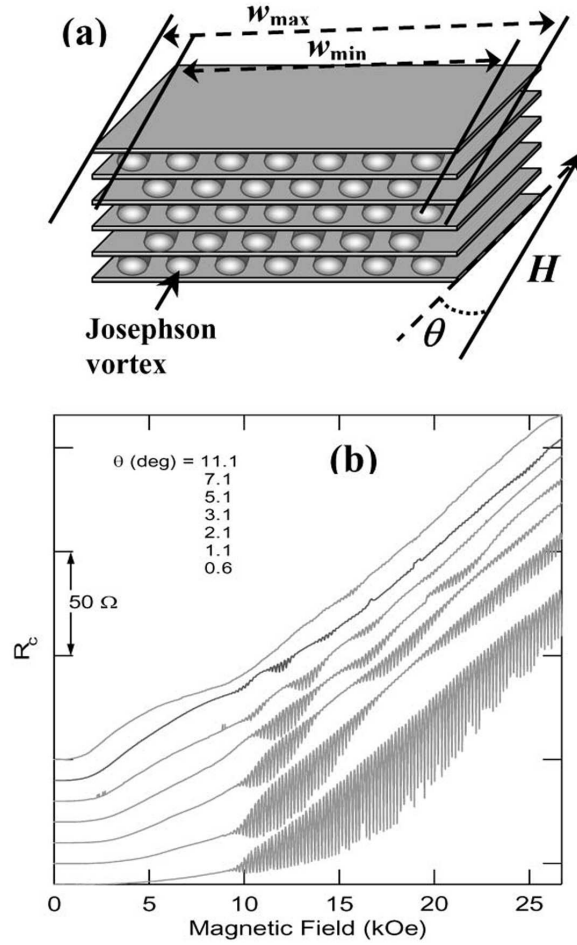 (a)
w_max
w_min
H
θ
Josephson
vortex
(b)
θ (deg) = 11.1
7.1
5.1
3.1
2.1
1.1
0.6
50 Ω
R_c
0 5 10 15 20 25
Magnetic Field (kOe)